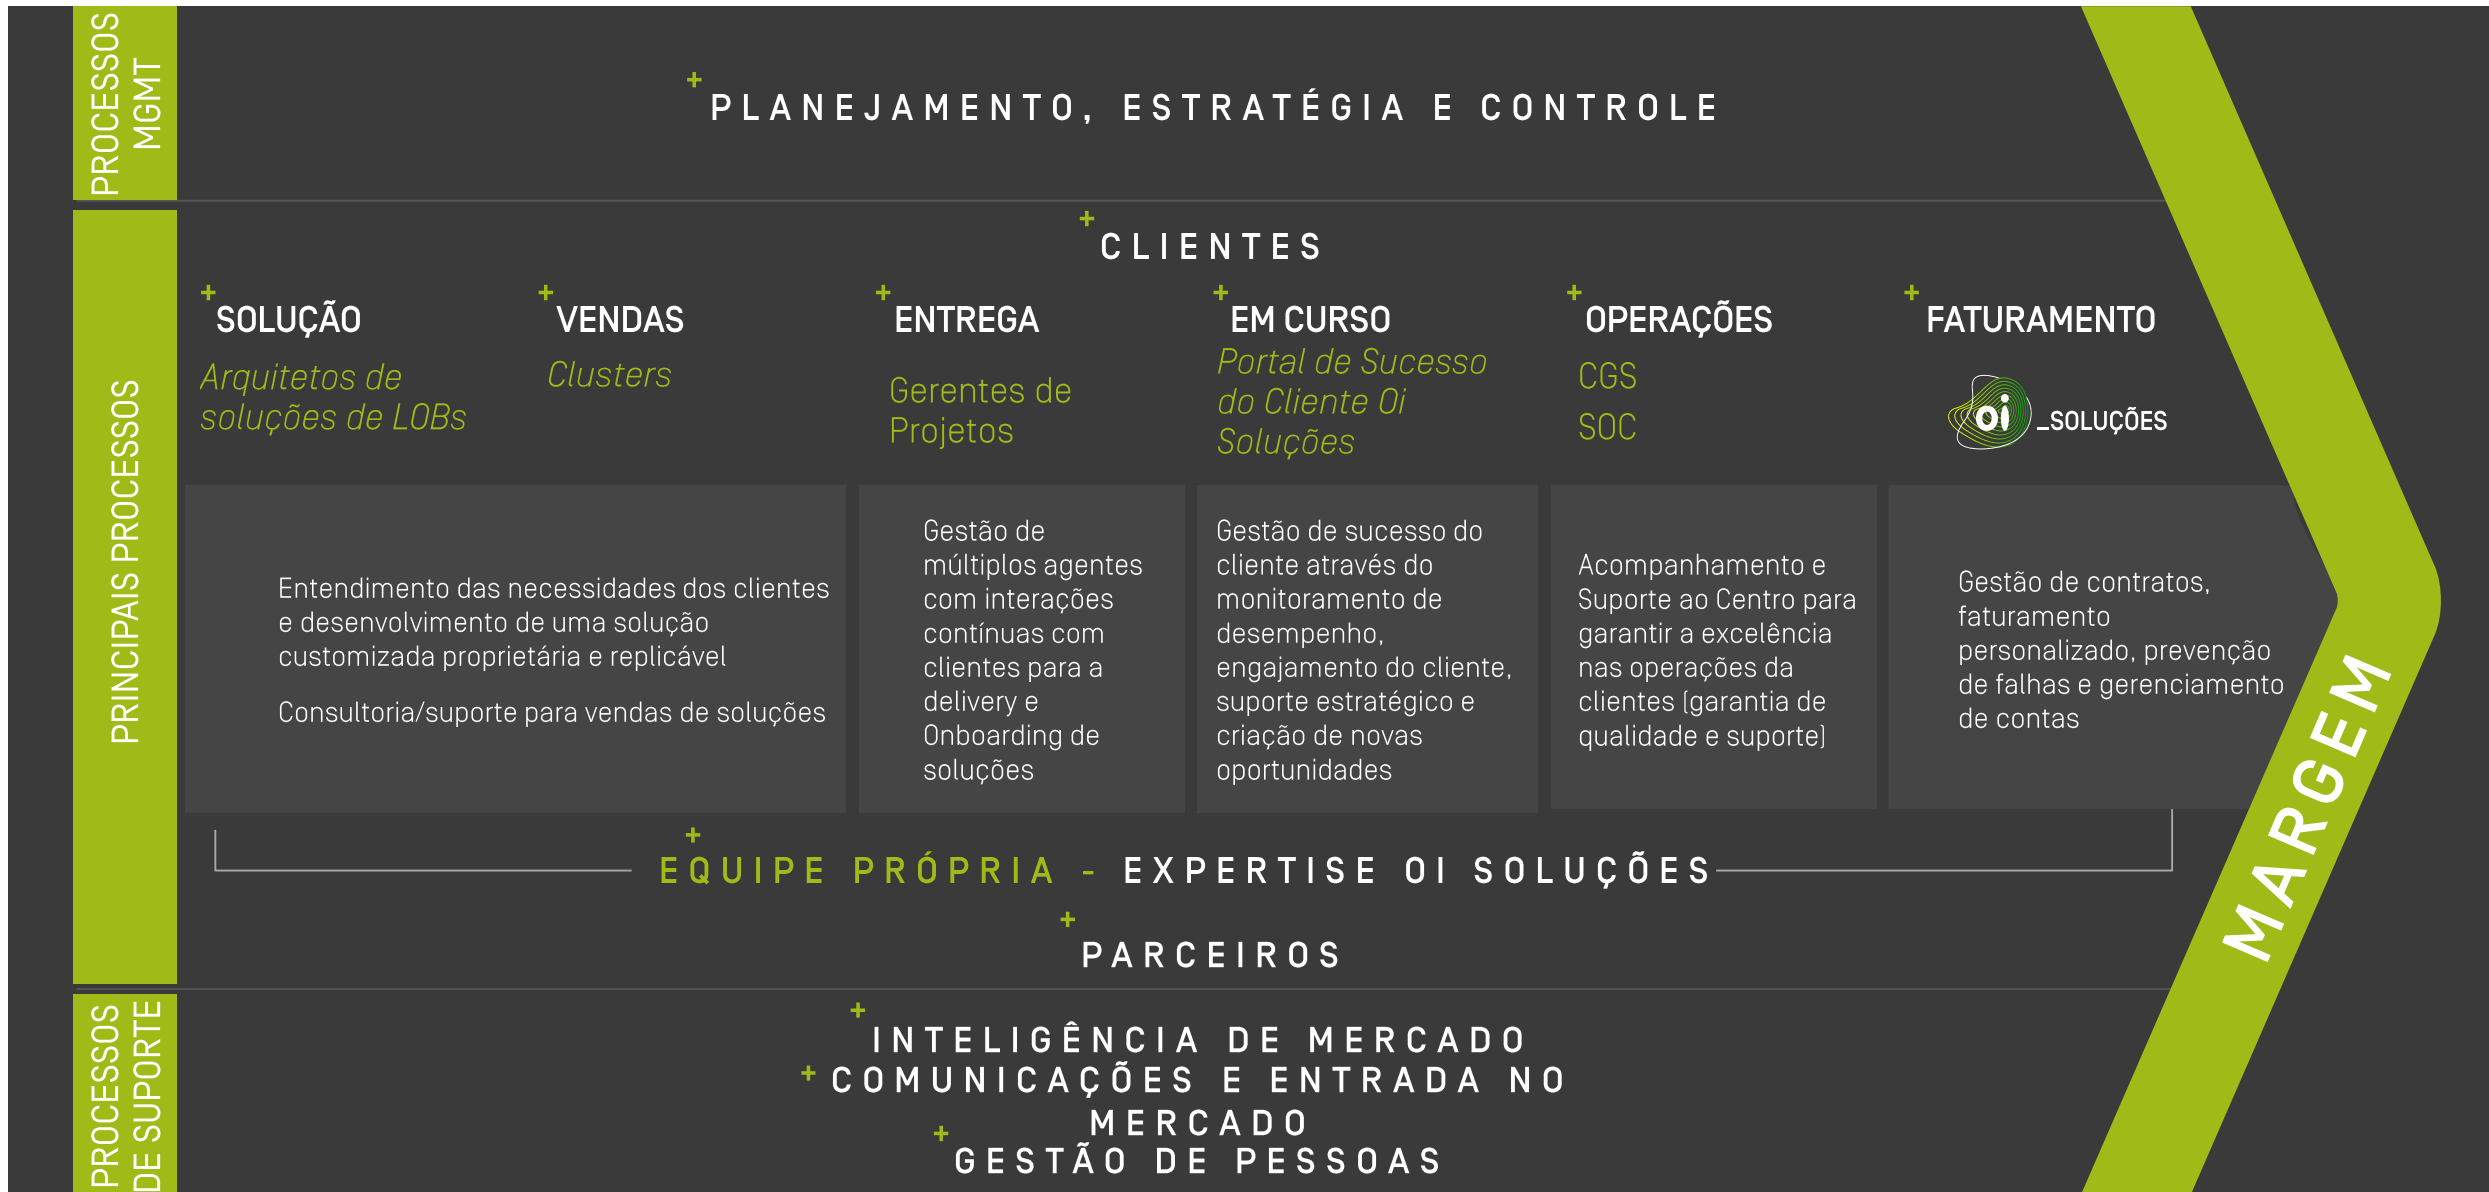 PROCESSOS
MGMT
PLANEJAMENTO, ESTRATÉGIA E CONTROLE
PRINCIPAIS PROCESSOS
CLIENTES
SOLUÇÃO
Arquitetos de
soluções de LOBs
VENDAS
Clusters
ENTREGA
Gerentes de
Projetos
EM CURSO
Portal de Sucesso
do Cliente Oi
Soluções
OPERAÇÕES
CGS
SOC
FATURAMENTO
oi _SOLUÇÕES
Entendimento das necessidades dos clientes
e desenvolvimento de uma solução
customizada proprietária e replicável
Consultoria/suporte para vendas de soluções
Gestão de
múltiplos agentes
com interações
contínuas com
clientes para a
delivery e
Onboarding de
soluções
Gestão de sucesso do
cliente através do
monitoramento de
desempenho,
engajamento do cliente,
suporte estratégico e
criação de novas
oportunidades
Acompanhamento e
Suporte ao Centro para
garantir a excelência
nas operações da
clientes (garantia de
qualidade e suporte)
Gestão de contratos,
faturamento
personalizado, prevenção
de falhas e gerenciamento
de contas
MARGEM
EQUIPE PRÓPRIA - EXPERTISE OI SOLUÇÕES
PARCEIROS
PROCESSOS
DE SUPORTE
INTELIGÊNCIA DE MERCADO
COMUNICAÇÕES E ENTRADA NO
MERCADO
GESTÃO DE PESSOAS